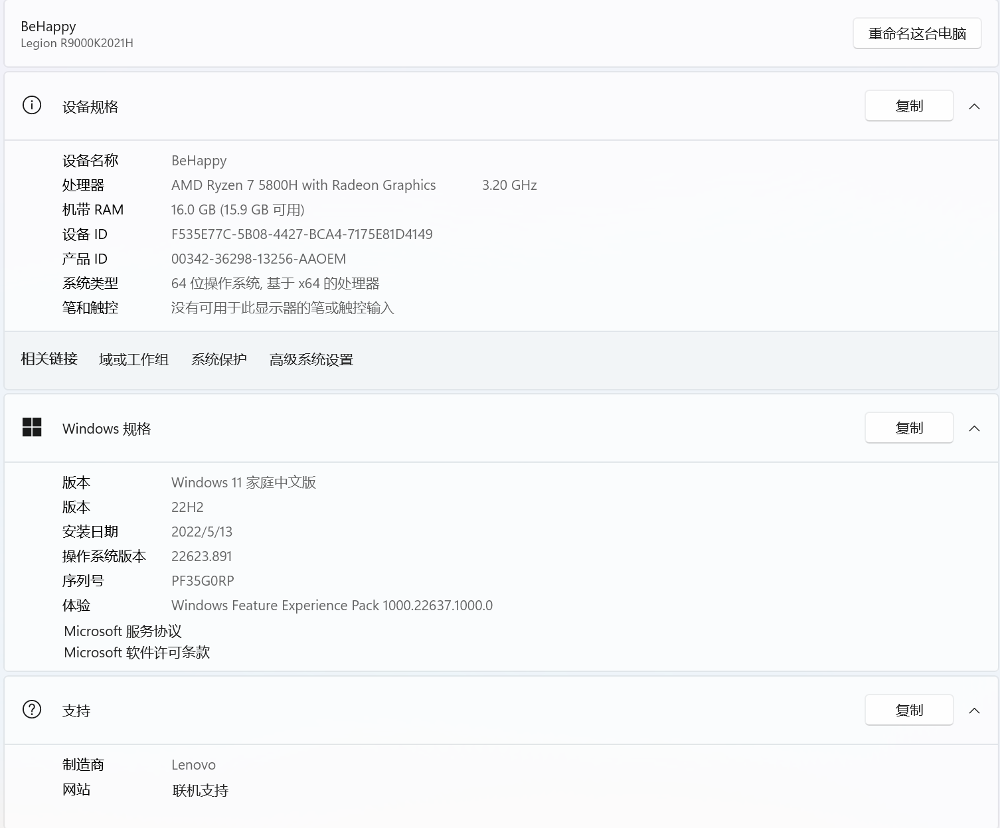 BeHappy
Legion R9000K2021H
重命名这台电脑
设备规格
复制
设备名称 BeHappy
处理器 AMD Ryzen 7 5800H with Radeon Graphics 3.20 GHz
机带 RAM 16.0 GB (15.9 GB 可用)
设备 ID F535E77C-5B08-4427-BCA4-7175E81D4149
产品 ID 00342-36298-13256-AAOEM
系统类型 64 位操作系统, 基于 x64 的处理器
笔和触控 没有可用于此显示器的笔或触控输入
相关链接 域或工作组 系统保护 高级系统设置
Windows 规格
复制
版本 Windows 11 家庭中文版
版本 22H2
安装日期 2022/5/13
操作系统版本 22623.891
序列号 PF35G0RP
体验 Windows Feature Experience Pack 1000.22637.1000.0
Microsoft 服务协议
Microsoft 软件许可条款
支持
复制
制造商 Lenovo
网站 联机支持